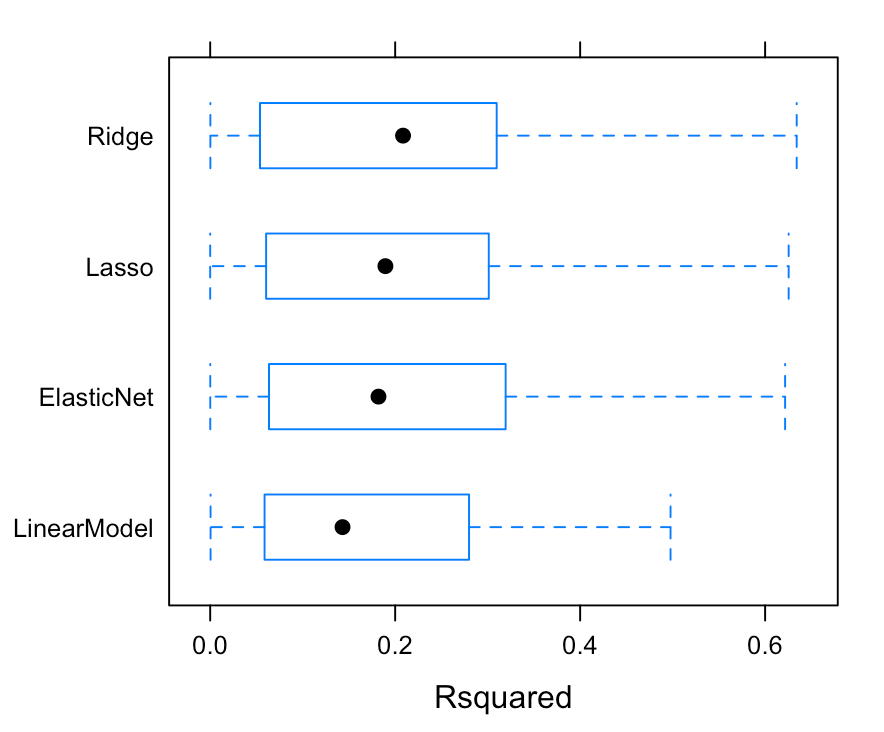 Ridge
Lasso
ElasticNet
LinearModel
0.0 0.2 0.4 0.6
Rsquared